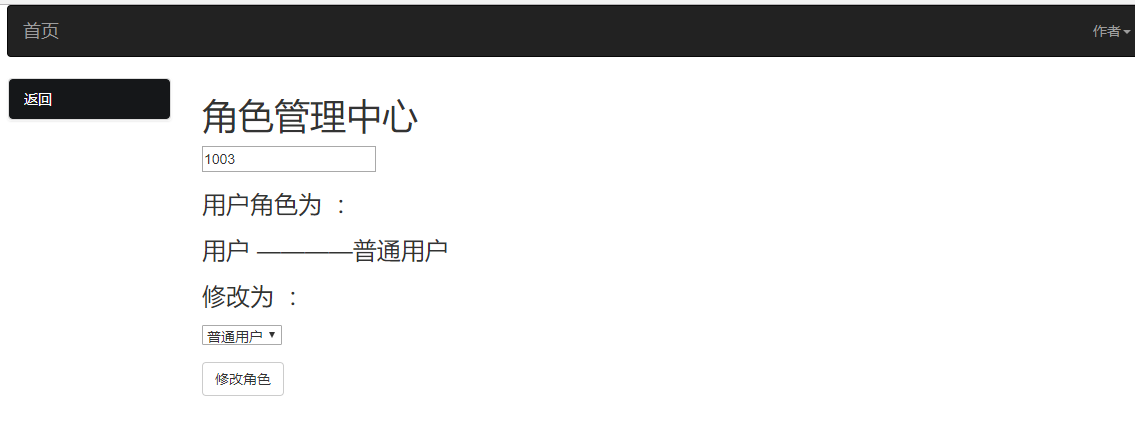 首页
作者
返回
角色管理中心
1003
用户角色为 ：
用户 ————普通用户
修改为 ：
普通用户
修改角色